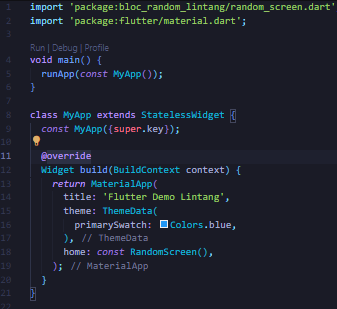 1 import 'package:bloc_random_lintang/random_screen.dart'
2 import 'package:flutter/material.dart';
3
Run | Debug | Profile
4 void main() {
5 runApp(const MyApp());
6 }
7
8 class MyApp extends StatelessWidget {
9 const MyApp({super.key});
10
11 @override
12 Widget build(BuildContext context) {
13 return MaterialApp(
14 title: 'Flutter Demo Lintang',
15 theme: ThemeData(
16 primarySwatch: Colors.blue,
17 ), // ThemeData
18 home: const RandomScreen(),
19 ); // MaterialApp
20 }
21 }